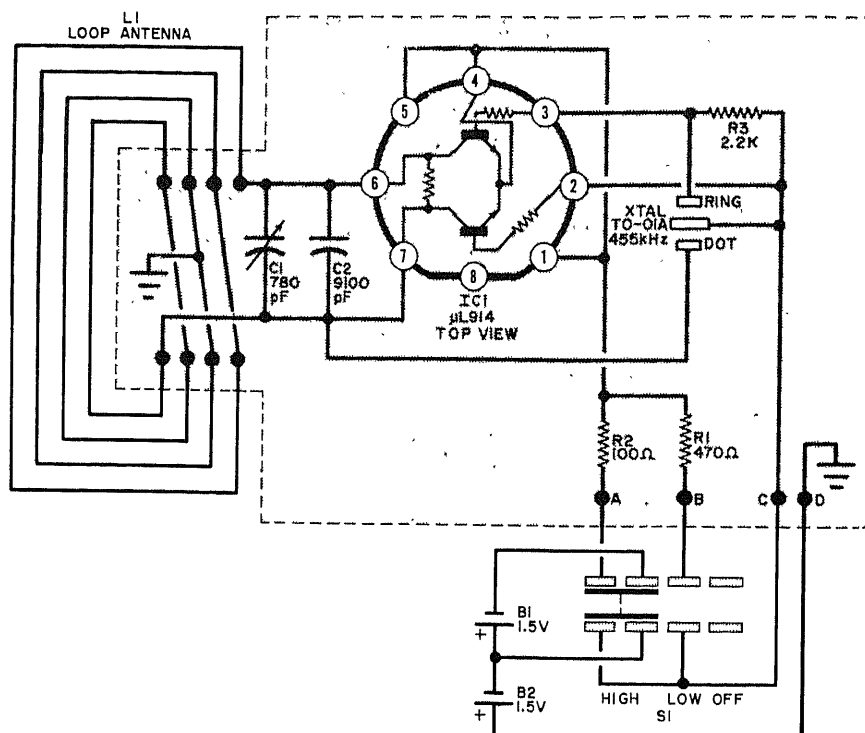 L1
LOOP ANTENNA
4
5
3
R3
2.2K
6
2
RING
XTAL
TO-01A
455kHz
DOT
C1
780
pF
C2
9100
pF
7
1
8
IC1
µL914
TOP VIEW
R2
100Ω
R1
470Ω
A
B
C
D
B1
1.5V
+
B2
1.5V
+
HIGH LOW OFF
S1